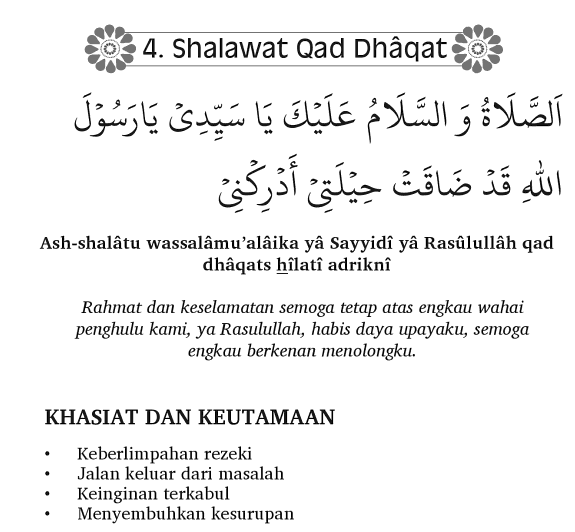 4. Shalawat Qad Dhâqat
اَلصَّلَاةُ وَ السَّلَامُ عَلَيْكَ يَا سَيِّدِىْ يَارَسُوْلَ
اللهِ قَدْ ضَاقَتْ حِيْلَتِيْ أَدْرِكْنِيْ
Ash-shalâtu wassalâmu’alâika yâ Sayyidî yâ Rasûlullâh qad
dhâqats hîlatî adriknî
Rahmat dan keselamatan semoga tetap atas engkau wahai
penghulu kami, ya Rasulullah, habis daya upayaku, semoga
engkau berkenan menolongku.
KHASIAT DAN KEUTAMAAN
• Keberlimpahan rezeki
• Jalan keluar dari masalah
• Keinginan terkabul
• Menyembuhkan kesurupan